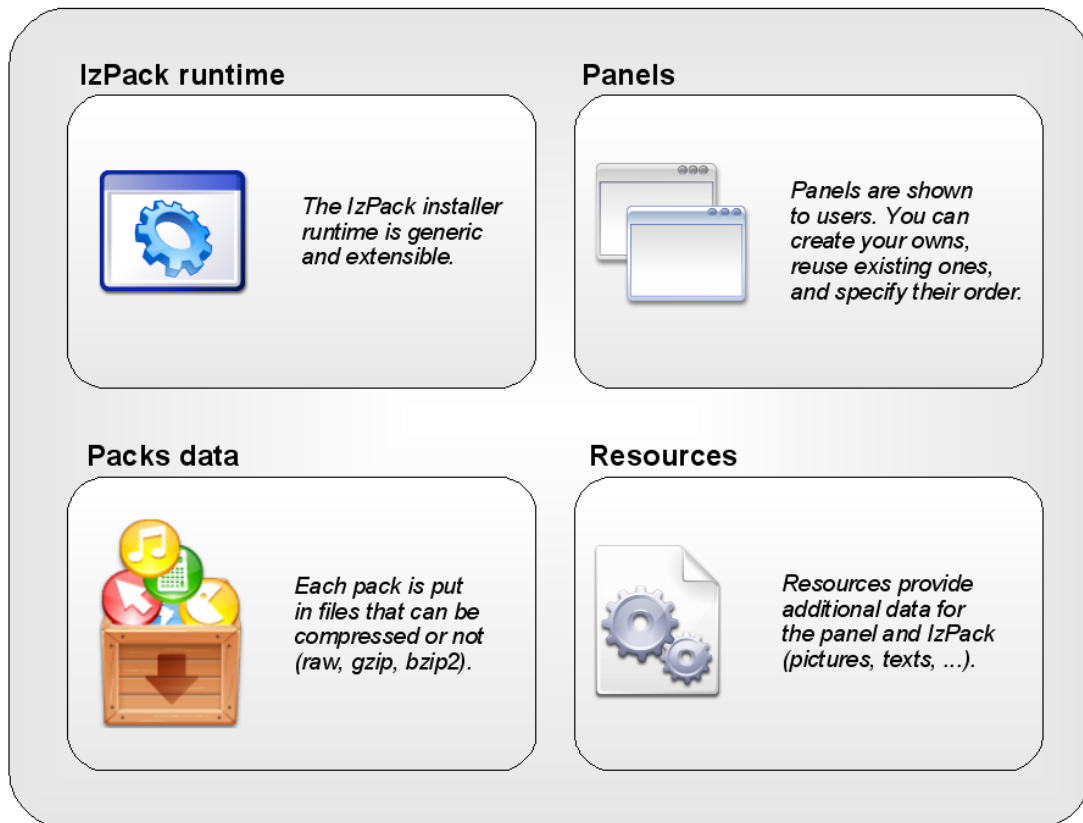 IzPack runtime
The IzPack installer
runtime is generic
and extensible.
Panels
Panels are shown
to users. You can
create your owns,
reuse existing ones,
and specify their order.
Packs data
Each pack is put
in files that can be
compressed or not
(raw, gzip, bzip2).
Resources
Resources provide
additional data for
the panel and IzPack
(pictures, texts, ...).